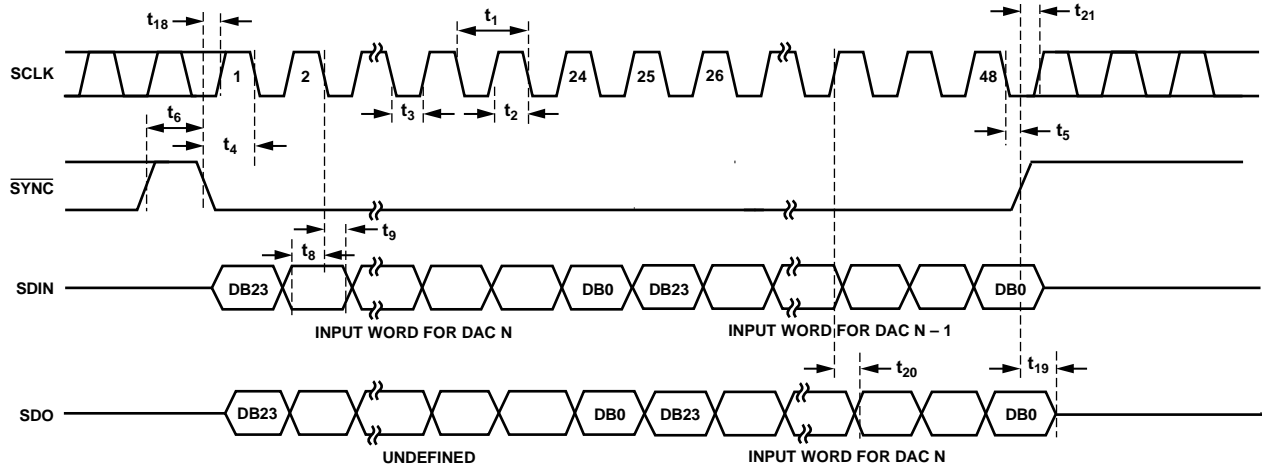 t18
t1
t21
SCLK
1
2
24
25
26
48
t3
t2
t6
t4
t5
SYNC
t8
t9
SDIN
DB23
DB0
DB23
DB0
INPUT WORD FOR DAC N
INPUT WORD FOR DAC N – 1
t20
t19
SDO
DB23
DB0
DB23
DB0
UNDEFINED
INPUT WORD FOR DAC N